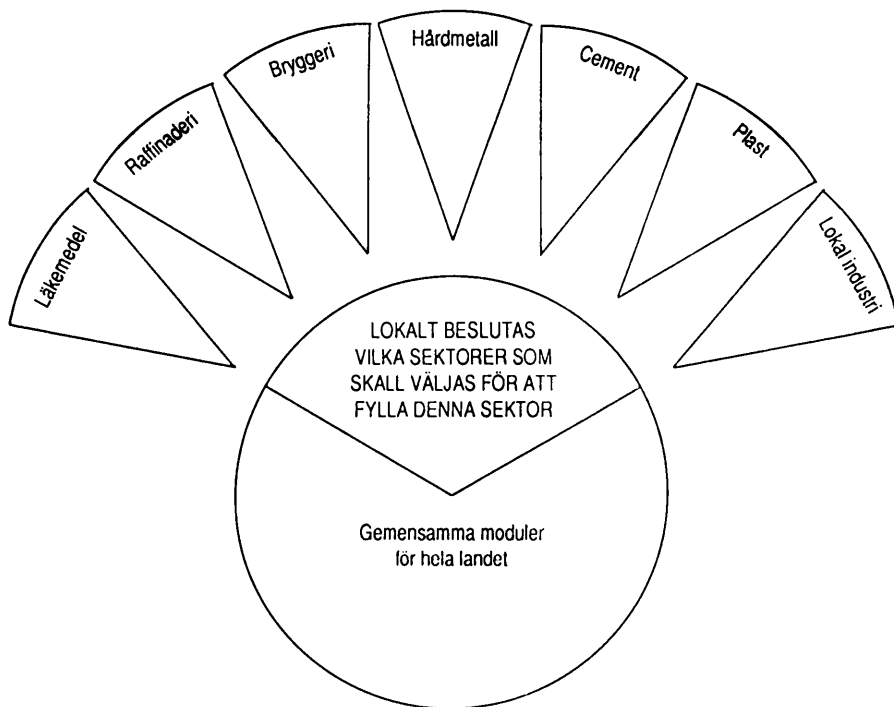 Läkemedel
Raffinaderi
Bryggeri
Hårdmetall
Cement
Plast
Lokal industri
LOKALT BESLUTAS
VILKA SEKTORER SOM
SKALL VÄLJAS FÖR ATT
FYLLA DENNA SEKTOR
Gemensamma moduler
för hela landet